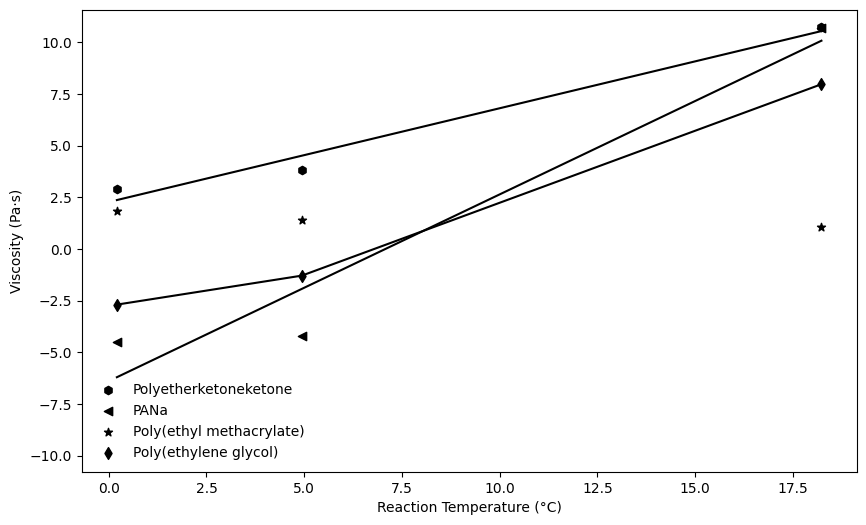 10.0
7.5
5.0
2.5
0.0
−2.5
−5.0
−7.5
−10.0
Viscosity (Pa·s)
Polyetherketoneketone
PANa
Poly(ethyl methacrylate)
Poly(ethylene glycol)
0.0 2.5 5.0 7.5 10.0 12.5 15.0 17.5
Reaction Temperature (°C)